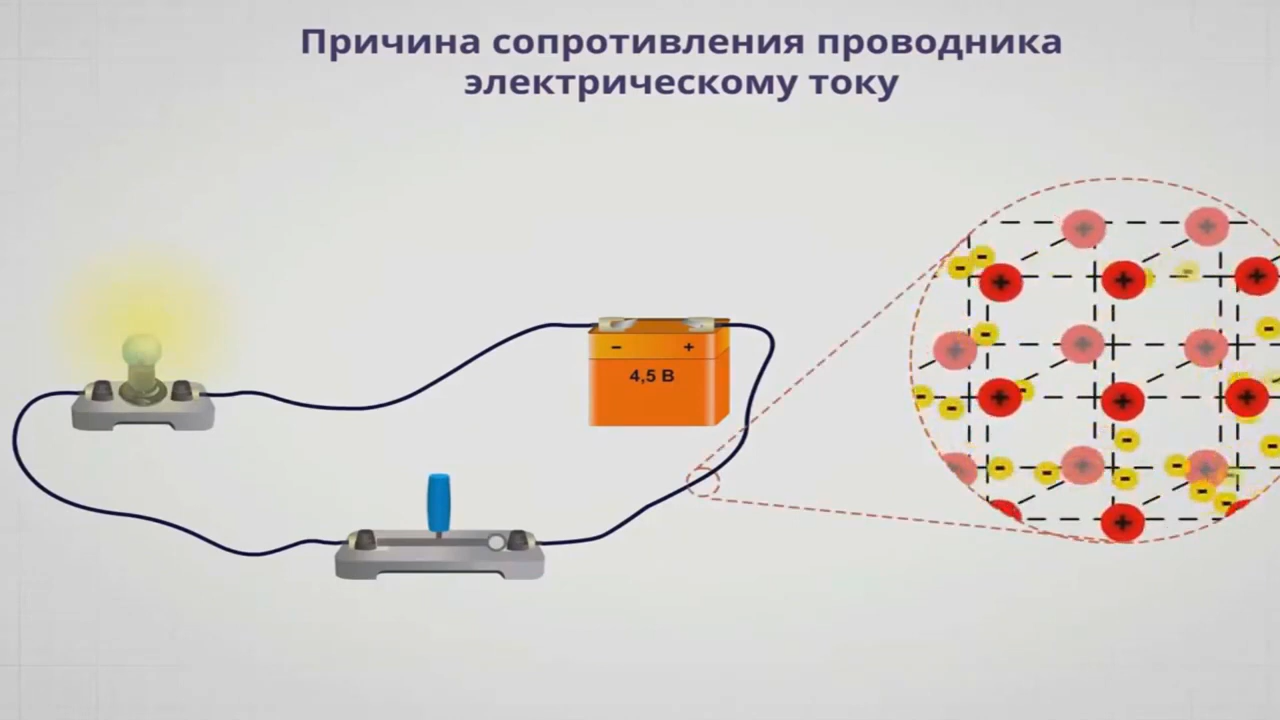 Причина сопротивления проводника
электрическому току
− +
4,5 В